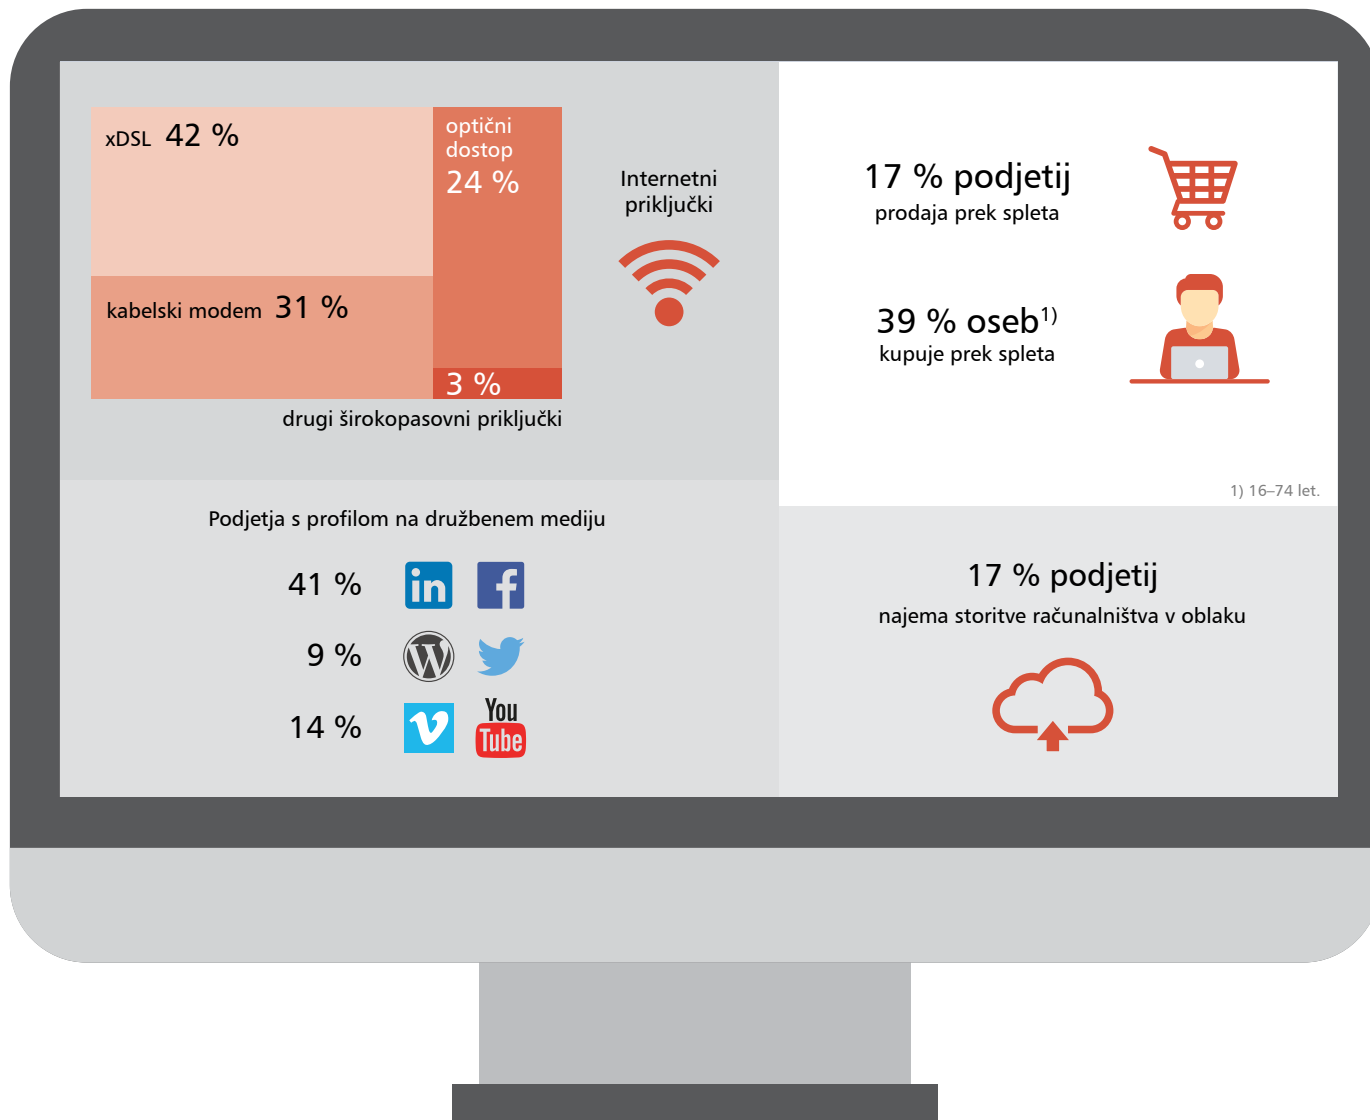 xDSL 42 %
optični
dostop
24 %
kabelski modem 31 %
3 %
drugi širokopasovni priključki
Internetni
priključki
17 % podjetij
prodaja prek spleta
39 % oseb1)
kupuje prek spleta
1) 16–74 let.
Podjetja s profilom na družbenem mediju
41 % in f
9 % W
14 % v You
Tube
17 % podjetij
najema storitve računalništva v oblaku